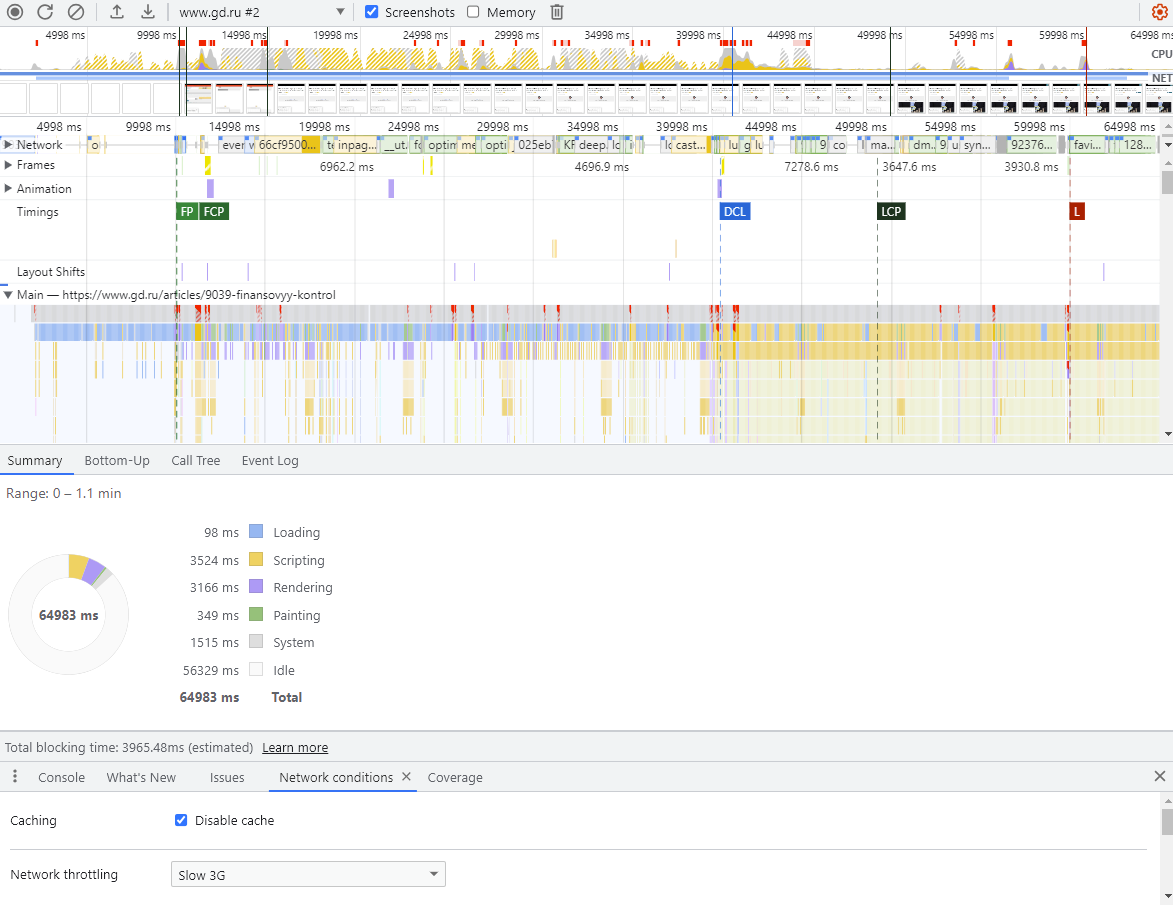 www.gd.ru #2 Screenshots Memory
4998 ms 9998 ms 14998 ms 19998 ms 24998 ms 29998 ms 34998 ms 39998 ms 44998 ms 49998 ms 54998 ms 59998 ms 64998 ms
CPU
NET
4998 ms 9998 ms 14998 ms 19998 ms 24998 ms 29998 ms 34998 ms 39998 ms 44998 ms 49998 ms 54998 ms 59998 ms 64998 ms
Network ever 66cf9500... inpag... __ut. optim me opti 025eb KF deep. cast... lu g lu 9 co ma... dm.. 9 u syn... 92376... favi... 128...
Frames 6962.2 ms 4696.9 ms 7278.6 ms 3647.6 ms 3930.8 ms
Animation
Timings FP FCP DCL LCP L
Layout Shifts
Main — https://www.gd.ru/articles/9039-finansovyy-kontrol
Summary Bottom-Up Call Tree Event Log
Range: 0 – 1.1 min
98 ms Loading
3524 ms Scripting
3166 ms Rendering
64983 ms
349 ms Painting
1515 ms System
56329 ms Idle
64983 ms Total
Total blocking time: 3965.48ms (estimated) Learn more
Console What's New Issues Network conditions Coverage
Caching Disable cache
Network throttling Slow 3G